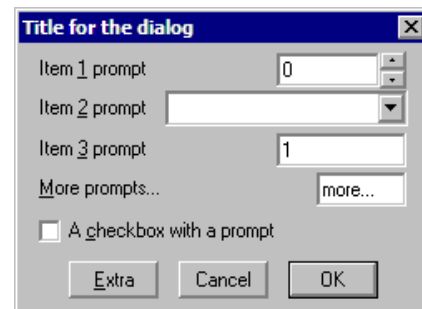 Title for the dialog
Item 1 prompt 0
Item 2 prompt
Item 3 prompt 1
More prompts... more...
A checkbox with a prompt
Extra Cancel OK